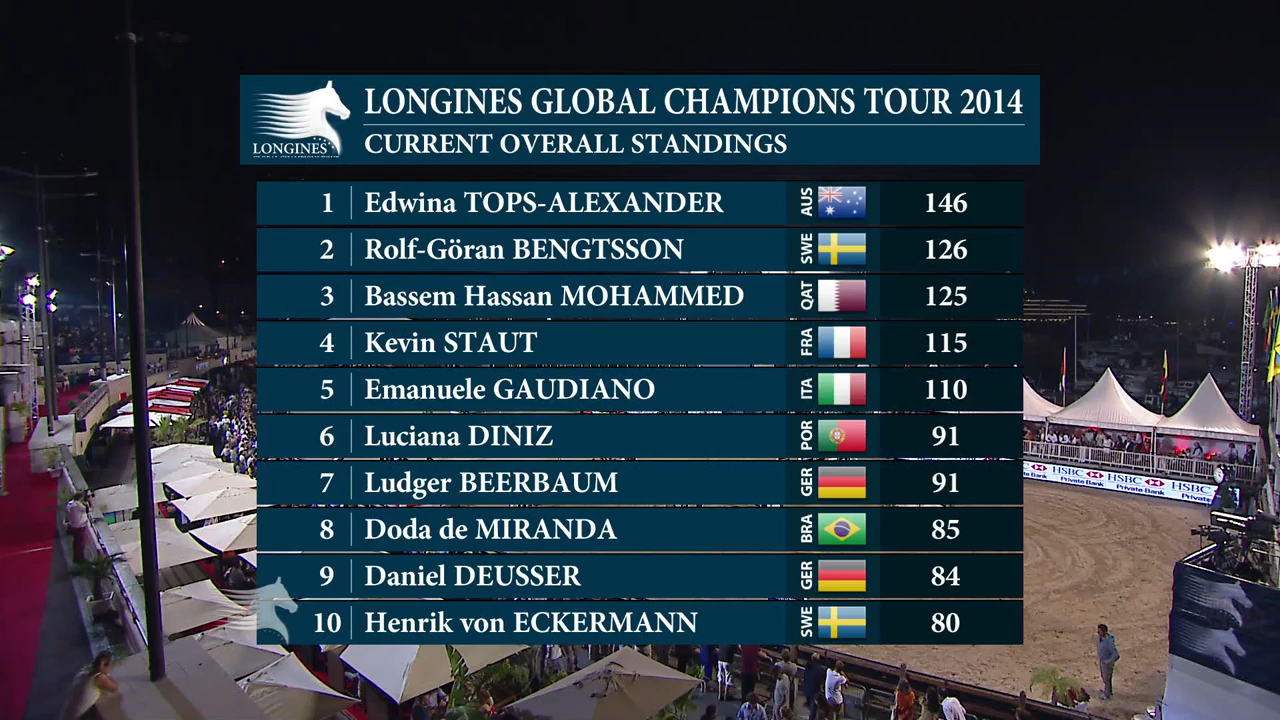 LONGINES GLOBAL CHAMPIONS TOUR 2014
CURRENT OVERALL STANDINGS
LONGINES
1 Edwina TOPS-ALEXANDER AUS 146
2 Rolf-Göran BENGTSSON SWE 126
3 Bassem Hassan MOHAMMED QAT 125
4 Kevin STAUT FRA 115
5 Emanuele GAUDIANO ITA 110
6 Luciana DINIZ POR 91
7 Ludger BEERBAUM GER 91
8 Doda de MIRANDA BRA 85
9 Daniel DEUSSER GER 84
10 Henrik von ECKERMANN SWE 80
HSBC Private Bank HSBC Private Bank HSBC Private Bank